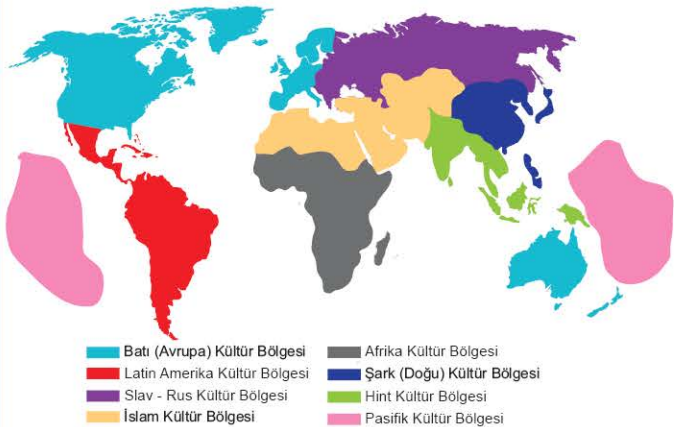 Batı (Avrupa) Kültür Bölgesi
Latin Amerika Kültür Bölgesi
Slav - Rus Kültür Bölgesi
İslam Kültür Bölgesi
Afrika Kültür Bölgesi
Şark (Doğu) Kültür Bölgesi
Hint Kültür Bölgesi
Pasifik Kültür Bölgesi